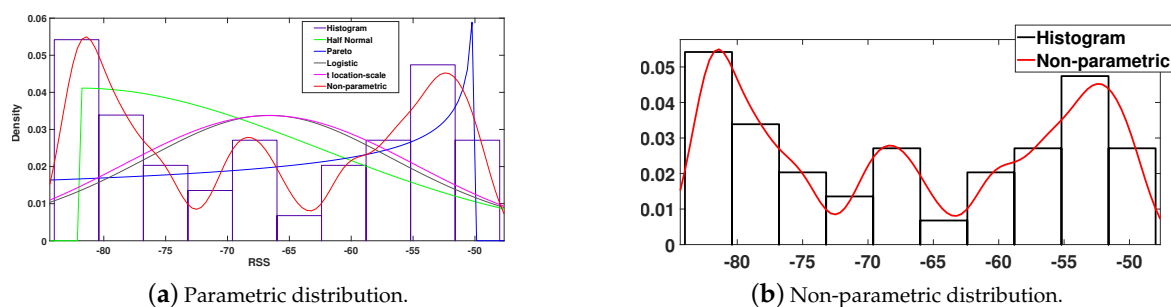 0.06
0.05
0.04
0.03
0.02
0.01
0
Density
-80
-75
-70
-65
-60
-55
-50
RSS
Histogram
Half Normal
Pareto
Logistic
t location-scale
Non-parametric
(a) Parametric distribution.
0.05
0.04
0.03
0.02
0.01
0
-80
-75
-70
-65
-60
-55
-50
Histogram
Non-parametric
(b) Non-parametric distribution.